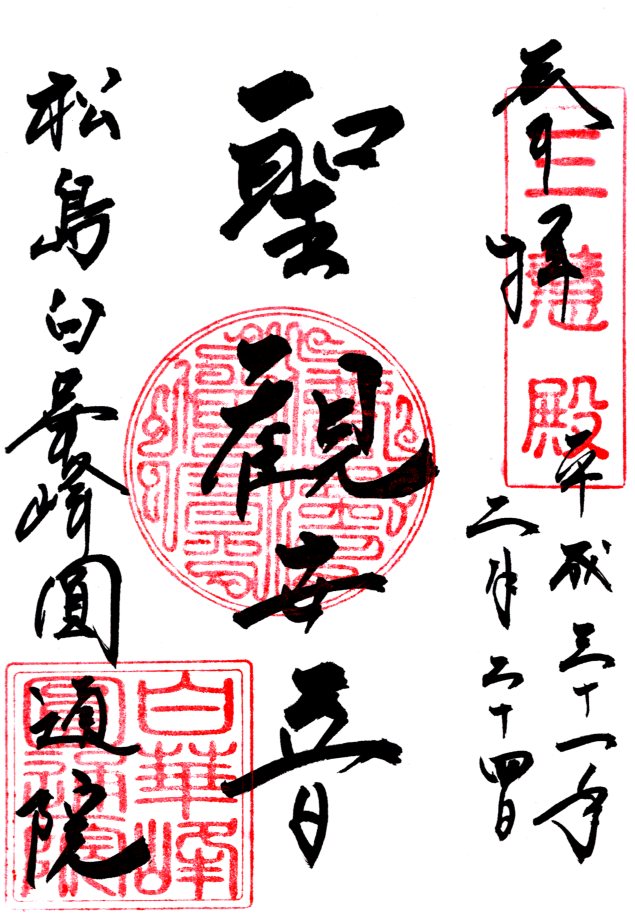 奉拝
三慧殿
平成三十一年
二月二十四日
聖觀世音
松島白華峰圓通院
白華峰
圓通院